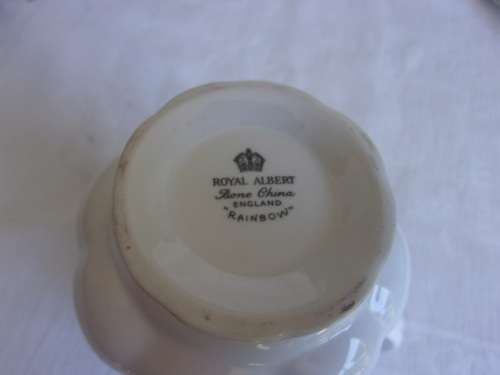 ROYAL ALBERT
Bone China
ENGLAND
"RAINBOW"